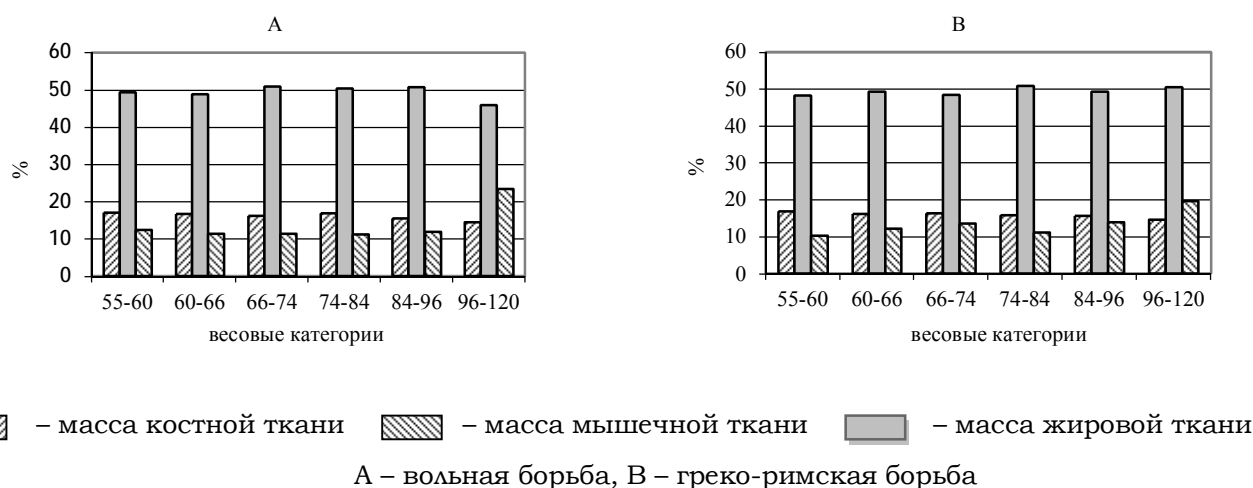 А
60
50
40
30
20
10
0
%
55-60 60-66 66-74 74-84 84-96 96-120
весовые категории
В
60
50
40
30
20
10
0
%
55-60 60-66 66-74 74-84 84-96 96-120
весовые категории
– масса костной ткани – масса мышечной ткани – масса жировой ткани
А – вольная борьба, В – греко-римская борьба